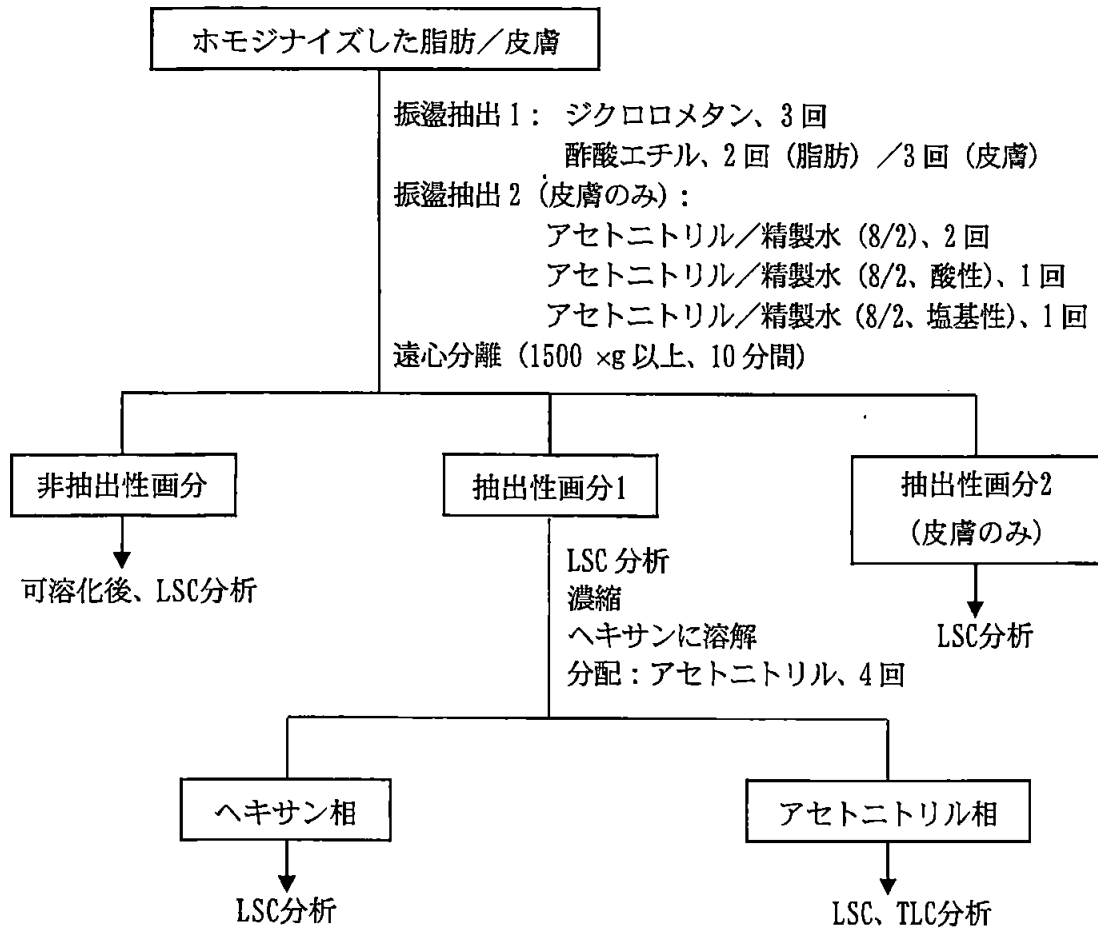 ホモジナイズした脂肪／皮膚
振盪抽出1： ジクロロメタン、3回
酢酸エチル、2回（脂肪）／3回（皮膚）
振盪抽出2（皮膚のみ）：
アセトニトリル／精製水（8/2）、2回
アセトニトリル／精製水（8/2、酸性）、1回
アセトニトリル／精製水（8/2、塩基性）、1回
遠心分離（1500 ×g以上、10分間）
非抽出性画分
可溶化後、LSC分析
抽出性画分1
抽出性画分2
（皮膚のみ）
LSC分析
LSC分析
濃縮
ヘキサンに溶解
分配：アセトニトリル、4回
ヘキサン相
LSC分析
アセトニトリル相
LSC、TLC分析